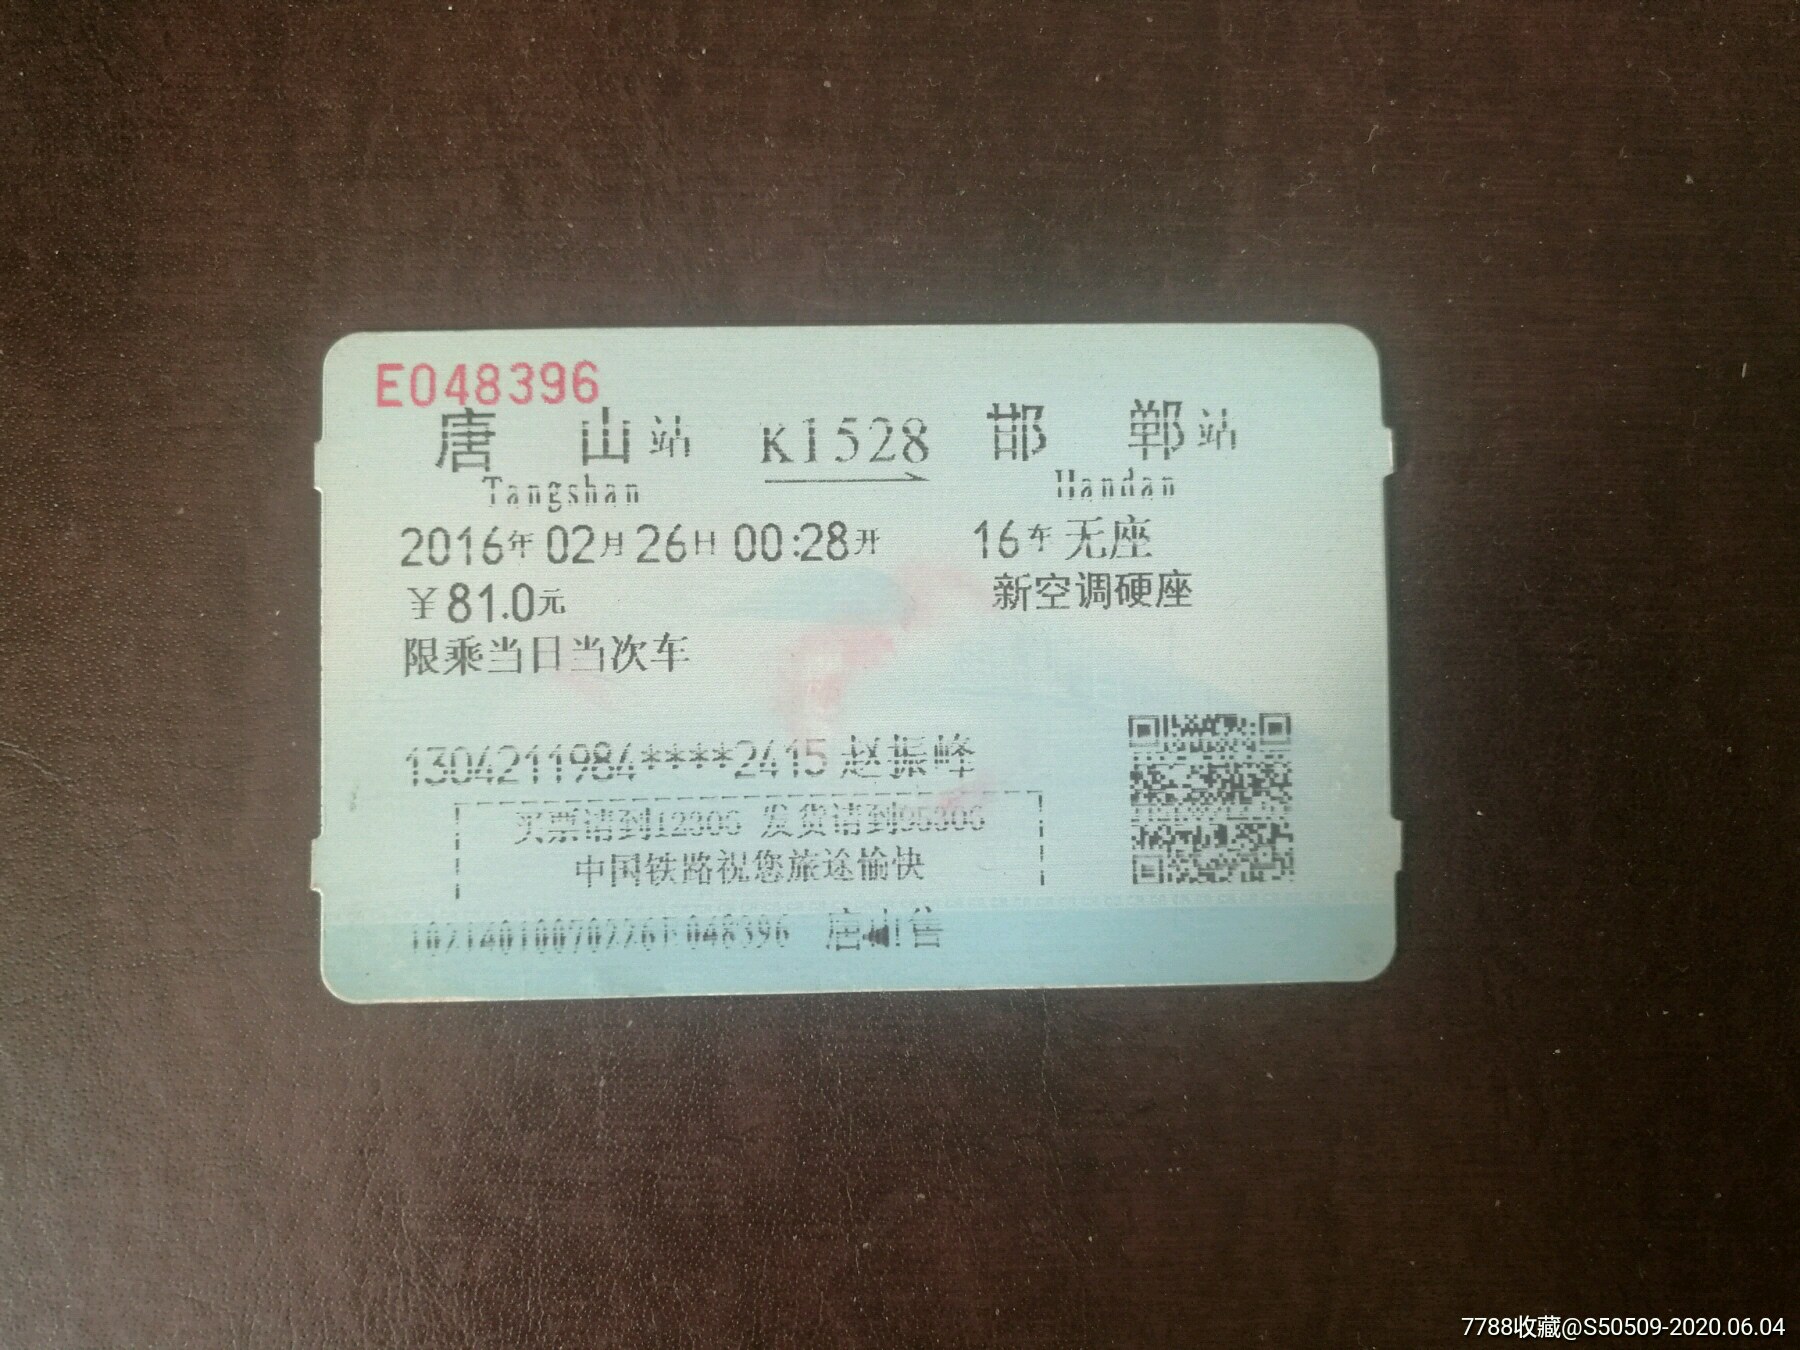 E048396
唐山站 K1528 邯郸站
Tangshan Handan
2016年02月26日00:28开 16车无座
￥81.0元 新空调硬座
限乘当日当次车
1304211984****2415 赵振峰
买票请到12306 发货请到95306
中国铁路祝您旅途愉快
10214010070226E048396 唐山售
7788收藏@S50509-2020.06.04